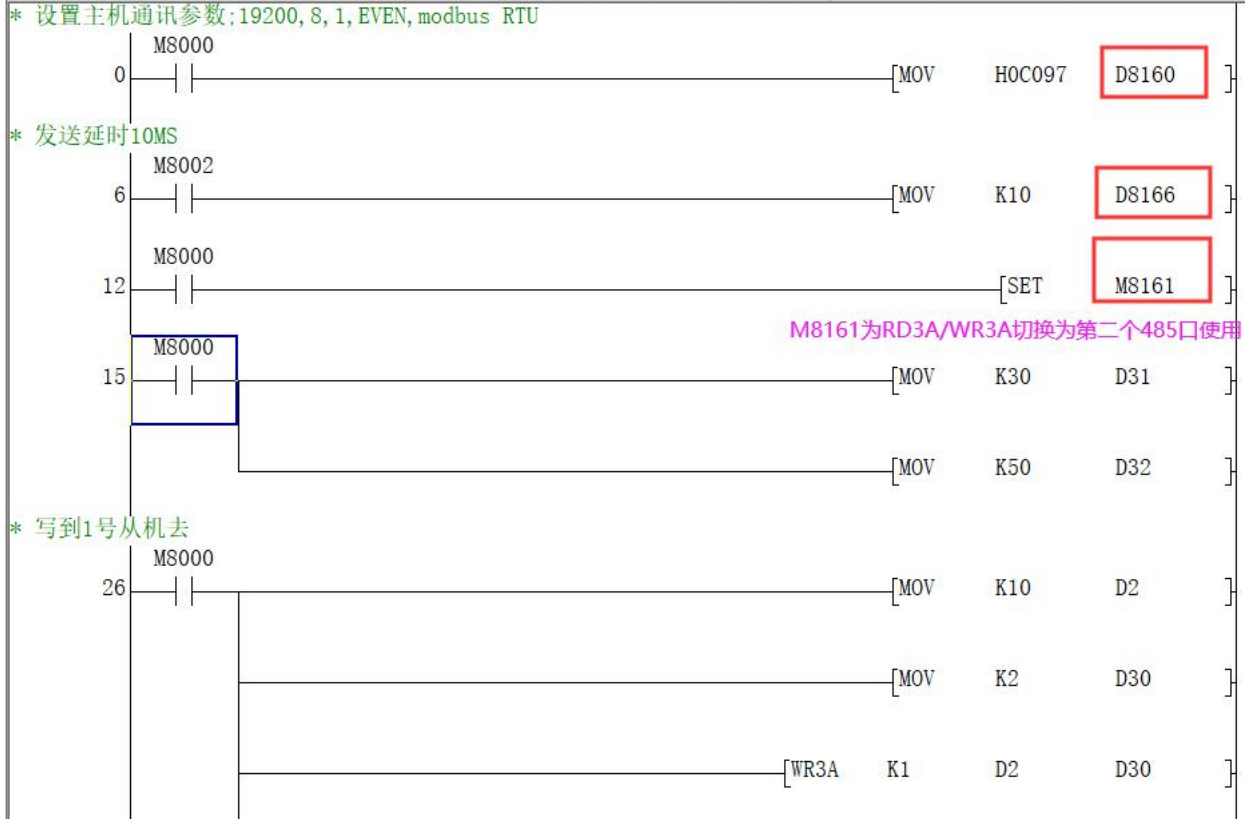 * 设置主机通讯参数;19200,8,1,EVEN,modbus RTU
M8000
0 [MOV H0C097 D8160 ]
* 发送延时10MS
M8002
6 [MOV K10 D8166 ]
M8000
12 [SET M8161 ]
M8161为RD3A/WR3A切换为第二个485口使用
M8000
15 [MOV K30 D31 ]
[MOV K50 D32 ]
* 写到1号从机去
M8000
26 [MOV K10 D2 ]
[MOV K2 D30 ]
[WR3A K1 D2 D30 ]